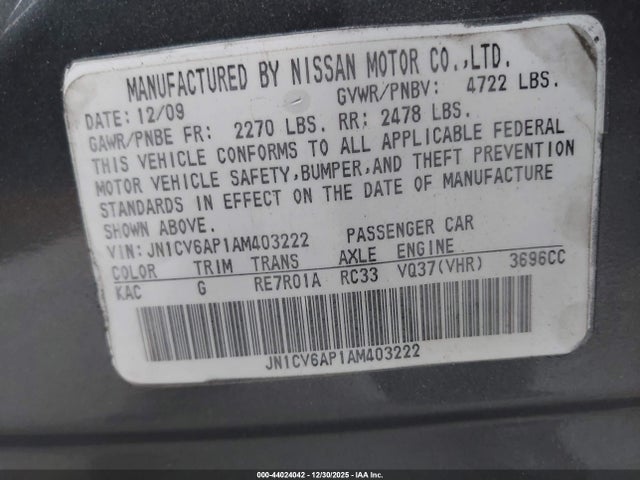 MANUFACTURED BY NISSAN MOTOR CO.,LTD.
DATE: 12/09 GVWR/PNBV: 4722 LBS.
GAWR/PNBE FR: 2270 LBS. RR: 2478 LBS.
THIS VEHICLE CONFORMS TO ALL APPLICABLE FEDERAL
MOTOR VEHICLE SAFETY,BUMPER,AND THEFT PREVENTION
STANDARDS IN EFFECT ON THE DATE OF MANUFACTURE
SHOWN ABOVE.
VIN: JN1CV6AP1AM403222 PASSENGER CAR
COLOR TRIM TRANS AXLE ENGINE
KAC G RE7R01A RC33 VQ37(VHR) 3696CC
JN1CV6AP1AM403222
000-44024042 - 12/30/2025 - IAA Inc.